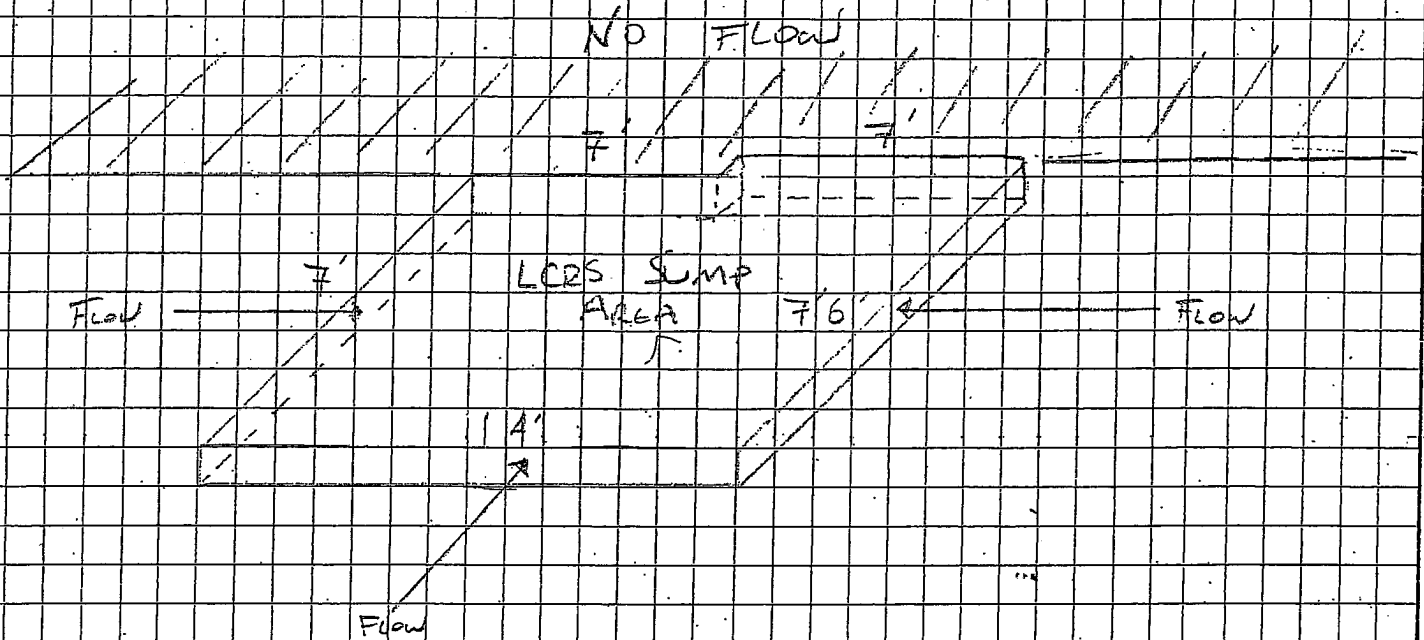 NO FLOW
7' 7'
7' LCRS SUMP
FLOW AREA 7'6 FLOW
14'
FLOW